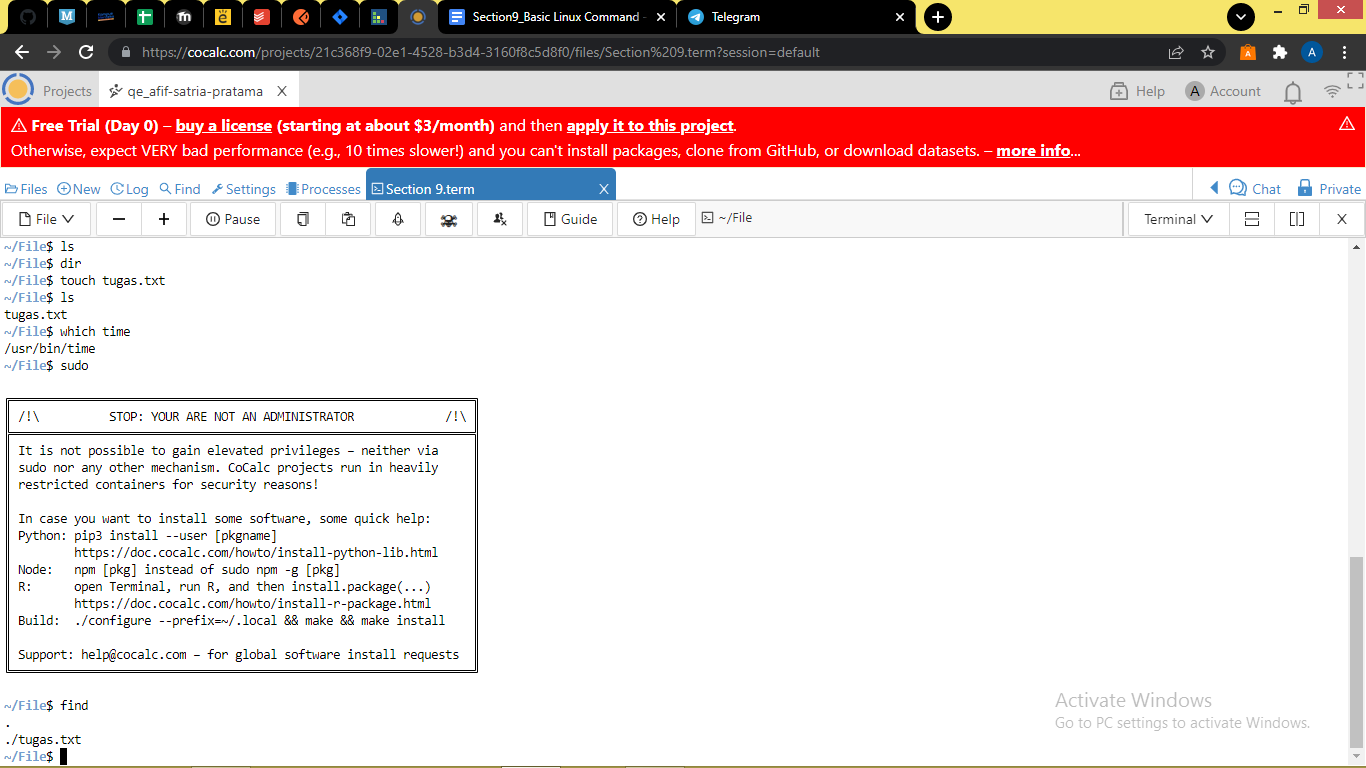 Section9_Basic Linux Command -
Telegram
https://cocalc.com/projects/21c368f9-02e1-4528-b3d4-3160f8c5d8f0/files/Section%209.term?session=default
A
Projects
qe_afif-satria-pratama
Help
A Account
Free Trial (Day 0) – buy a license (starting at about $3/month) and then apply it to this project.
Otherwise, expect VERY bad performance (e.g., 10 times slower!) and you can't install packages, clone from GitHub, or download datasets. – more info...
Files New Log Find Settings Processes Section 9.term X Chat Private
File Pause Guide Help ~/File Terminal X
~/File$ ls
~/File$ dir
~/File$ touch tugas.txt
~/File$ ls
tugas.txt
~/File$ which time
/usr/bin/time
~/File$ sudo
/!\ STOP: YOUR ARE NOT AN ADMINISTRATOR /!\
It is not possible to gain elevated privileges – neither via
sudo nor any other mechanism. CoCalc projects run in heavily
restricted containers for security reasons!
In case you want to install some software, some quick help:
Python: pip3 install --user [pkgname]
https://doc.cocalc.com/howto/install-python-lib.html
Node: npm [pkg] instead of sudo npm -g [pkg]
R: open Terminal, run R, and then install.package(...)
https://doc.cocalc.com/howto/install-r-package.html
Build: ./configure --prefix=~/.local && make && make install
Support: help@cocalc.com – for global software install requests
~/File$ find
.
./tugas.txt
~/File$
Activate Windows
Go to PC settings to activate Windows.